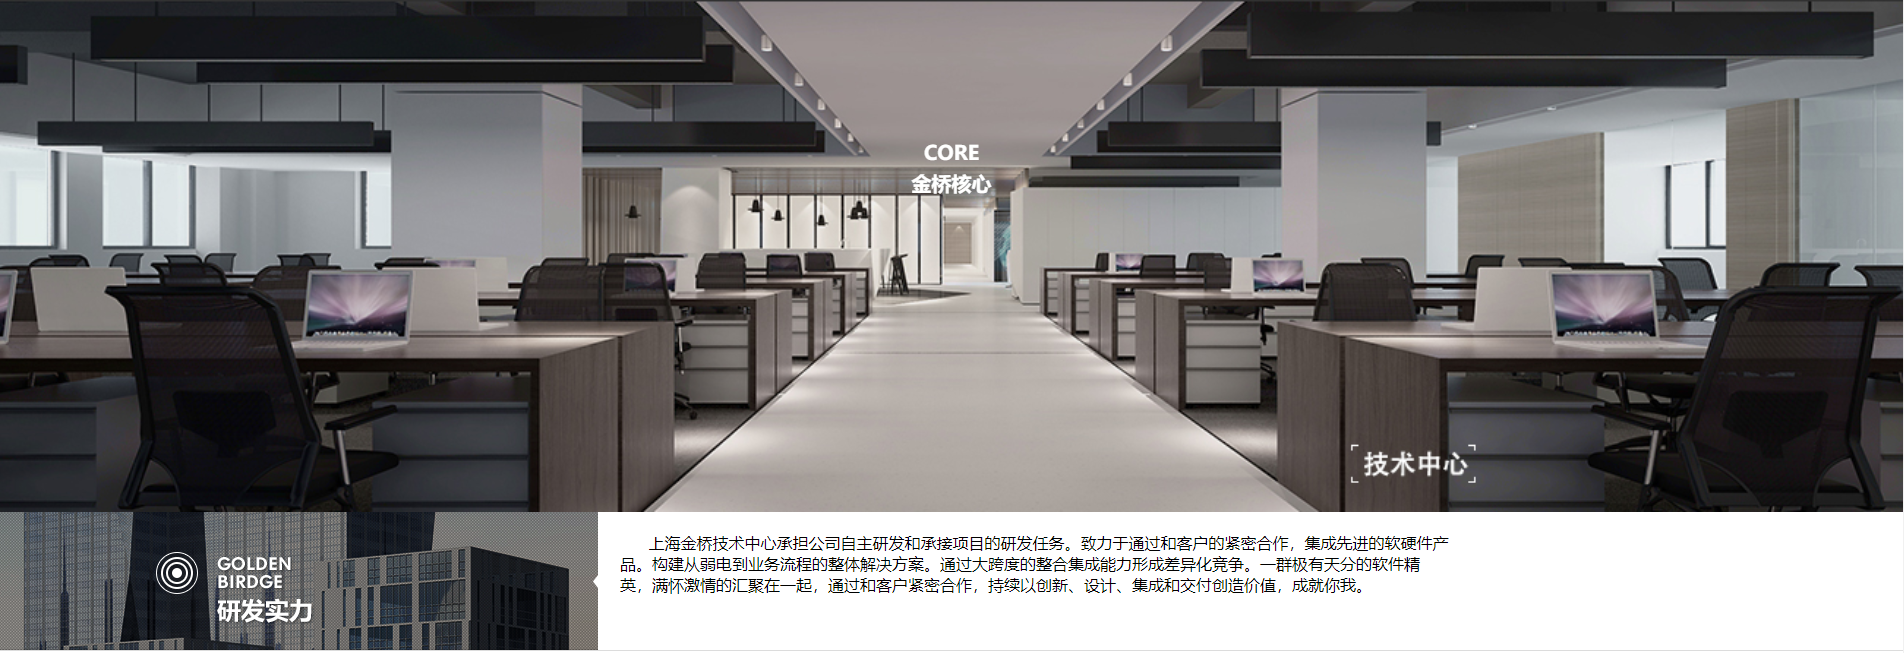 CORE
金桥核心
技术中心
GOLDEN
BIRDGE
研发实力
上海金桥技术中心承担公司自主研发和承接项目的研发任务。致力于通过和客户的紧密合作，集成先进的软硬件产
品。构建从弱电到业务流程的整体解决方案。通过大跨度的整合集成能力形成差异化竞争。一群极有天分的软件精
英，满怀激情的汇聚在一起，通过和客户紧密合作，持续以创新、设计、集成和交付创造价值，成就你我。